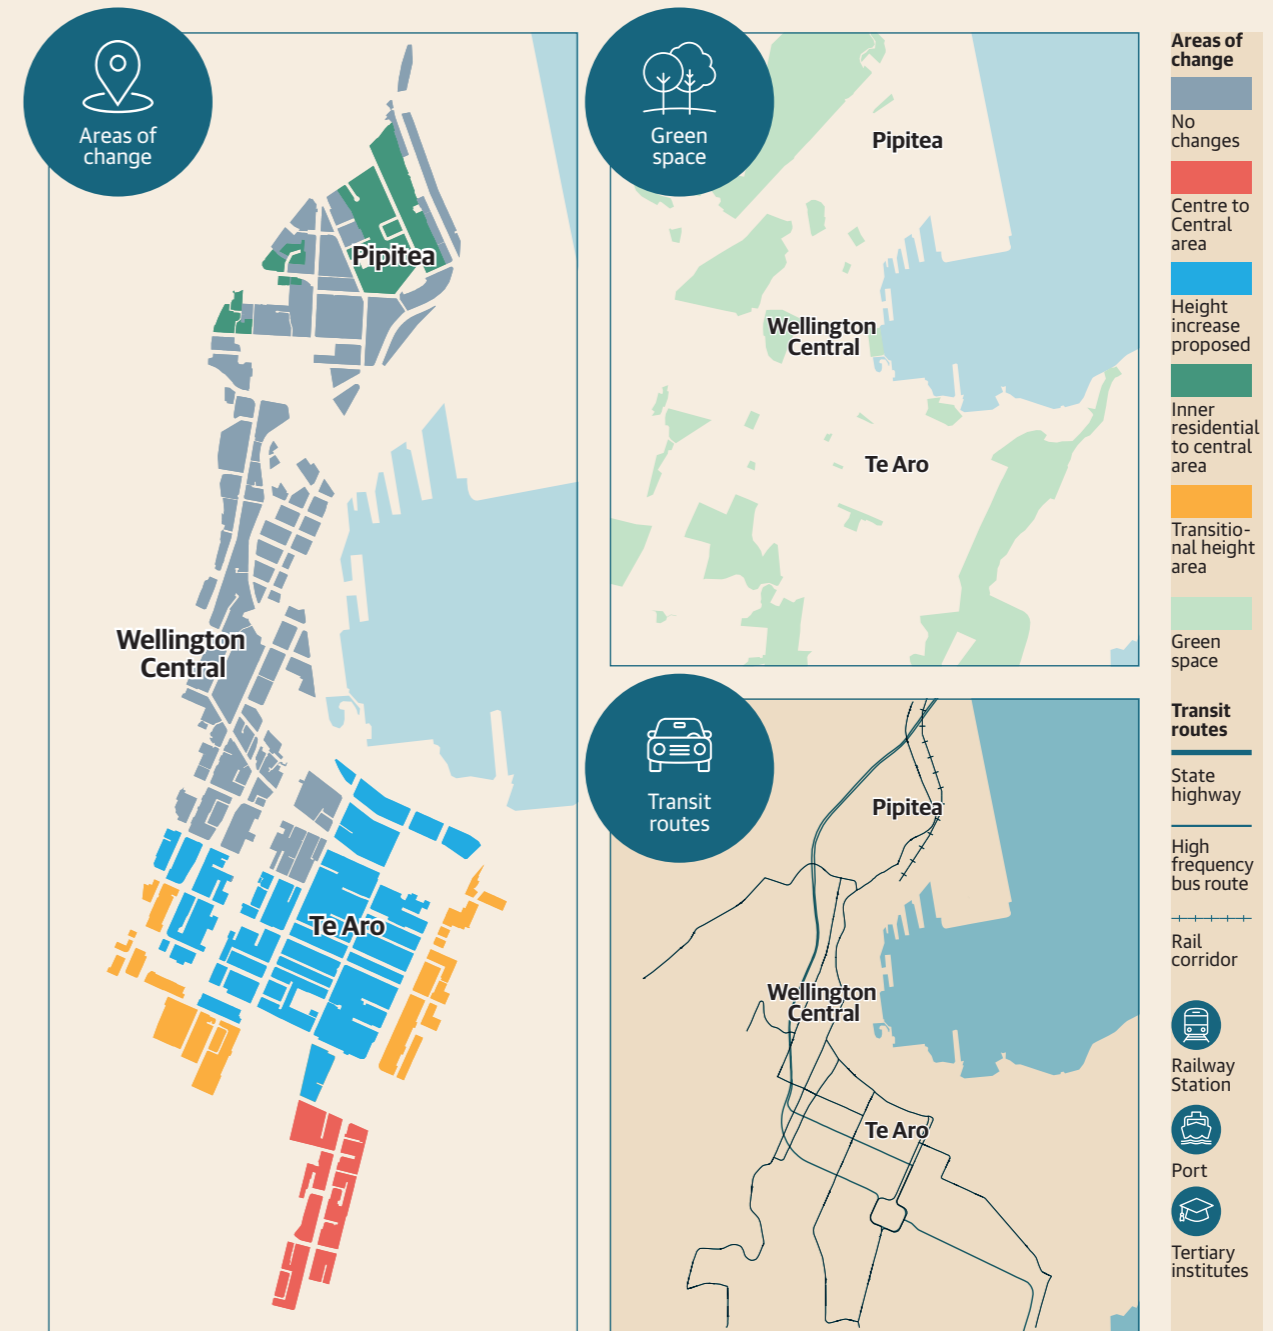 Areas of
change
Pipitea
Wellington
Central
Te Aro
Green
space
Pipitea
Wellington
Central
Te Aro
Transit
routes
Pipitea
Wellington
Central
Te Aro
Areas of
change
No
changes
Centre to
Central
area
Height
increase
proposed
Inner
residential
to central
area
Transitio-
nal height
area
Green
space
Transit
routes
State
highway
High
frequency
bus route
Rail
corridor
Railway
Station
Port
Tertiary
institutes